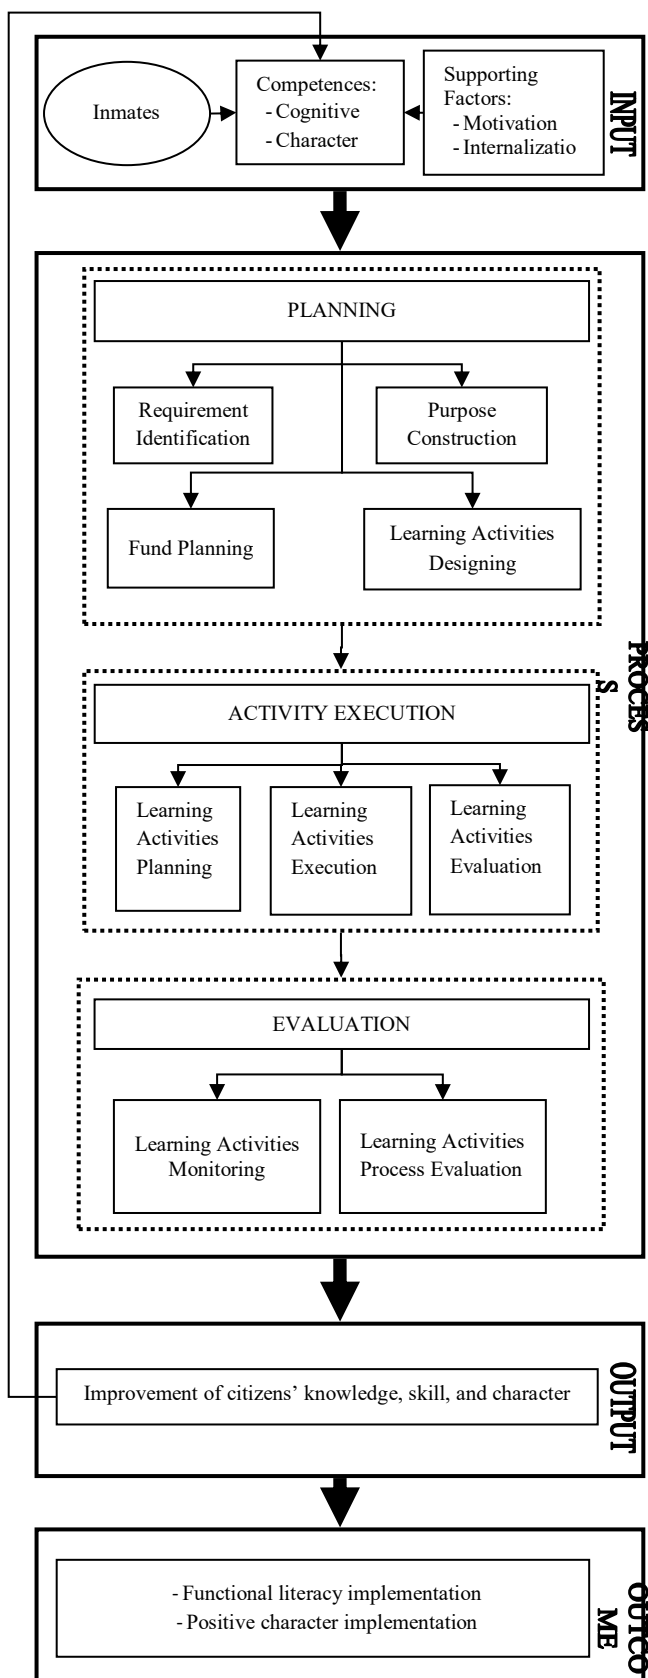 Inmates
Competences:
- Cognitive
- Character
Supporting
Factors:
- Motivation
- Internalizatio
INPUT
PLANNING
Requirement
Identification
Purpose
Construction
Fund Planning
Learning Activities
Designing
PROCES
S
ACTIVITY EXECUTION
Learning
Activities
Planning
Learning
Activities
Execution
Learning
Activities
Evaluation
EVALUATION
Learning Activities
Monitoring
Learning Activities
Process Evaluation
Improvement of citizens’ knowledge, skill, and character
OUTPUT
- Functional literacy implementation
- Positive character implementation
OUTCO
ME